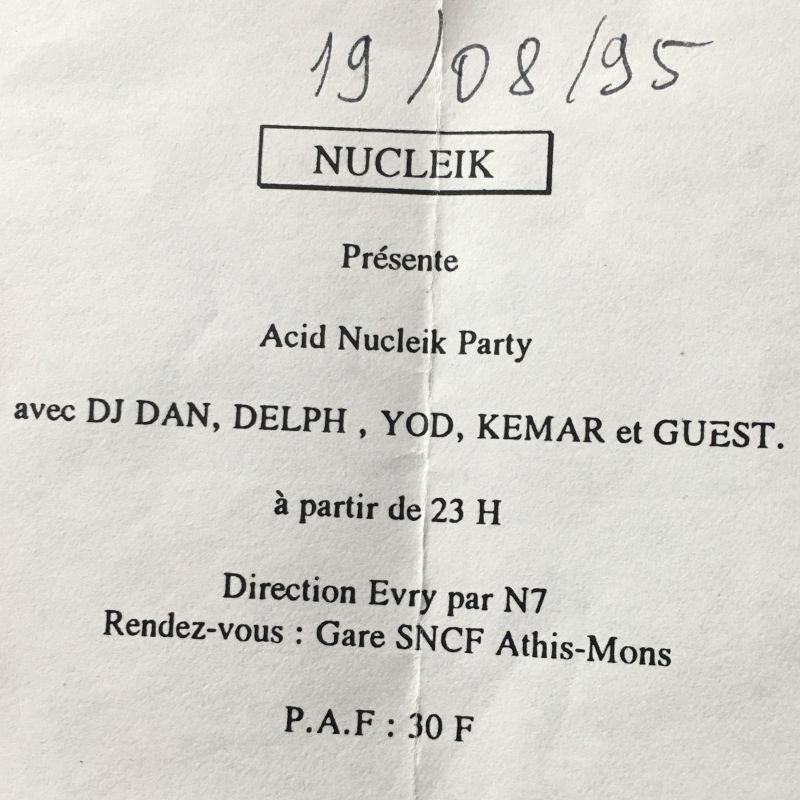 19/08/95
NUCLEIK
Présente
Acid Nucleik Party
avec DJ DAN, DELPH , YOD, KEMAR et GUEST.
à partir de 23 H
Direction Evry par N7
Rendez-vous : Gare SNCF Athis-Mons
P.A.F : 30 F